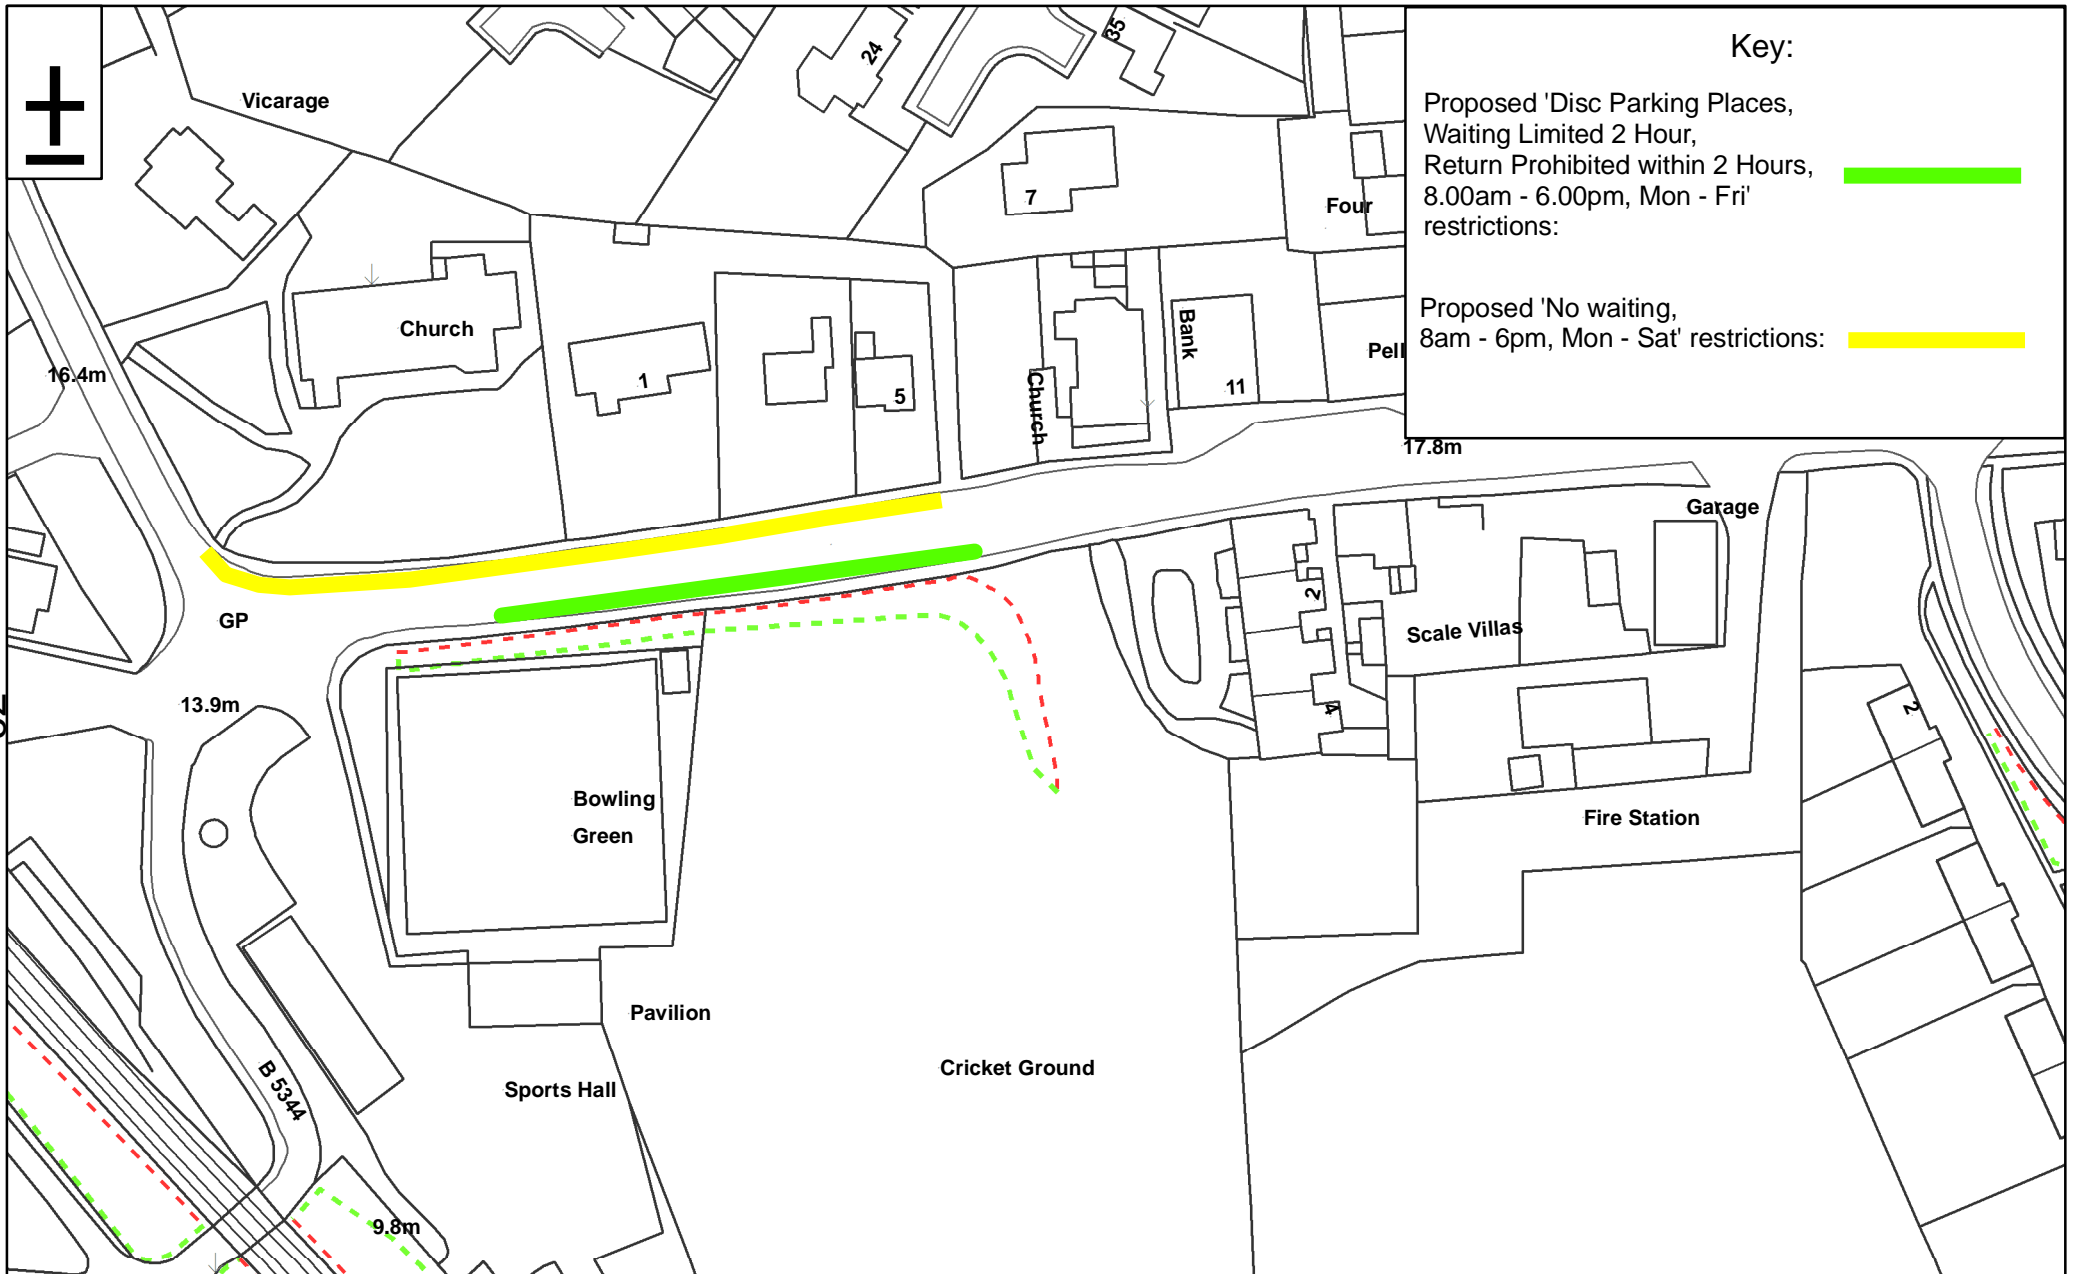 Key:
Proposed 'Disc Parking Places,
Waiting Limited 2 Hour,
Return Prohibited within 2 Hours,
8.00am - 6.00pm, Mon - Fri'
restrictions:
Proposed 'No waiting,
8am - 6pm, Mon - Sat' restrictions:
Vicarage
24
35
7
Four
Church
16.4m
1
5
Church
Bank
11
Pell
17.8m
Garage
GP
2
Scale Villas
13.9m
4
2
Bowling
Green
Fire Station
Pavilion
Cricket Ground
Sports Hall
B 5344
9.8m